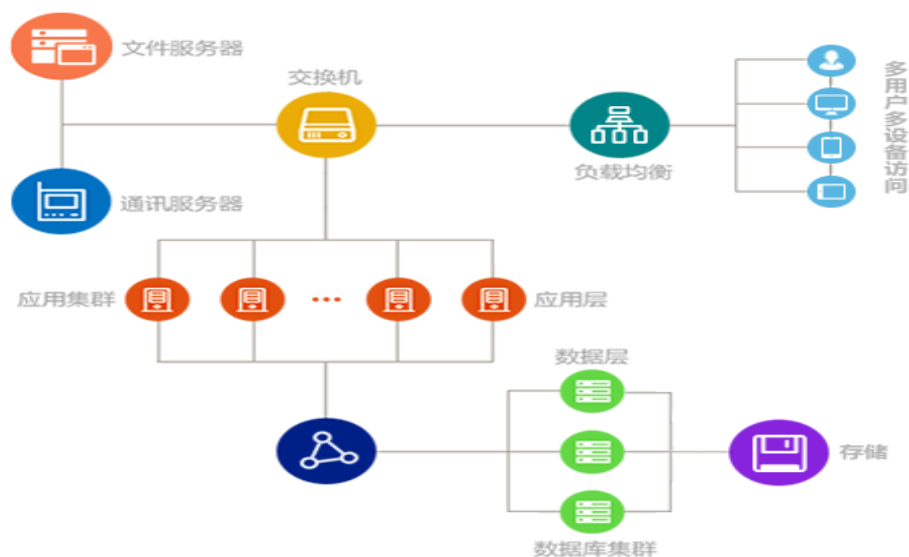 文件服务器
交换机
多用户多设备访问
负载均衡
通讯服务器
应用集群
...
应用层
数据层
存储
数据库集群